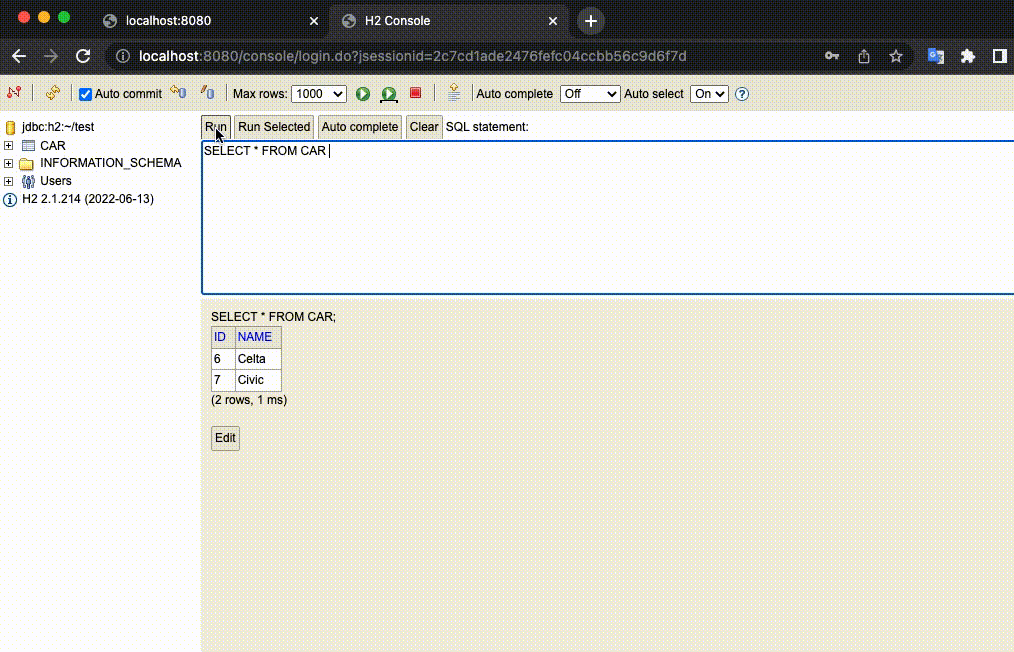 localhost:8080
H2 Console
localhost:8080/console/login.do?jsessionid=2c7cd1ade2476fefc04ccbb56c9d6f7d
Auto commit Max rows: 1000 Auto complete Off Auto select On
jdbc:h2:~/test
CAR
INFORMATION_SCHEMA
Users
H2 2.1.214 (2022-06-13)
Run Run Selected Auto complete Clear SQL statement:
SELECT * FROM CAR
SELECT * FROM CAR;
ID NAME
6 Celta
7 Civic
(2 rows, 1 ms)
Edit